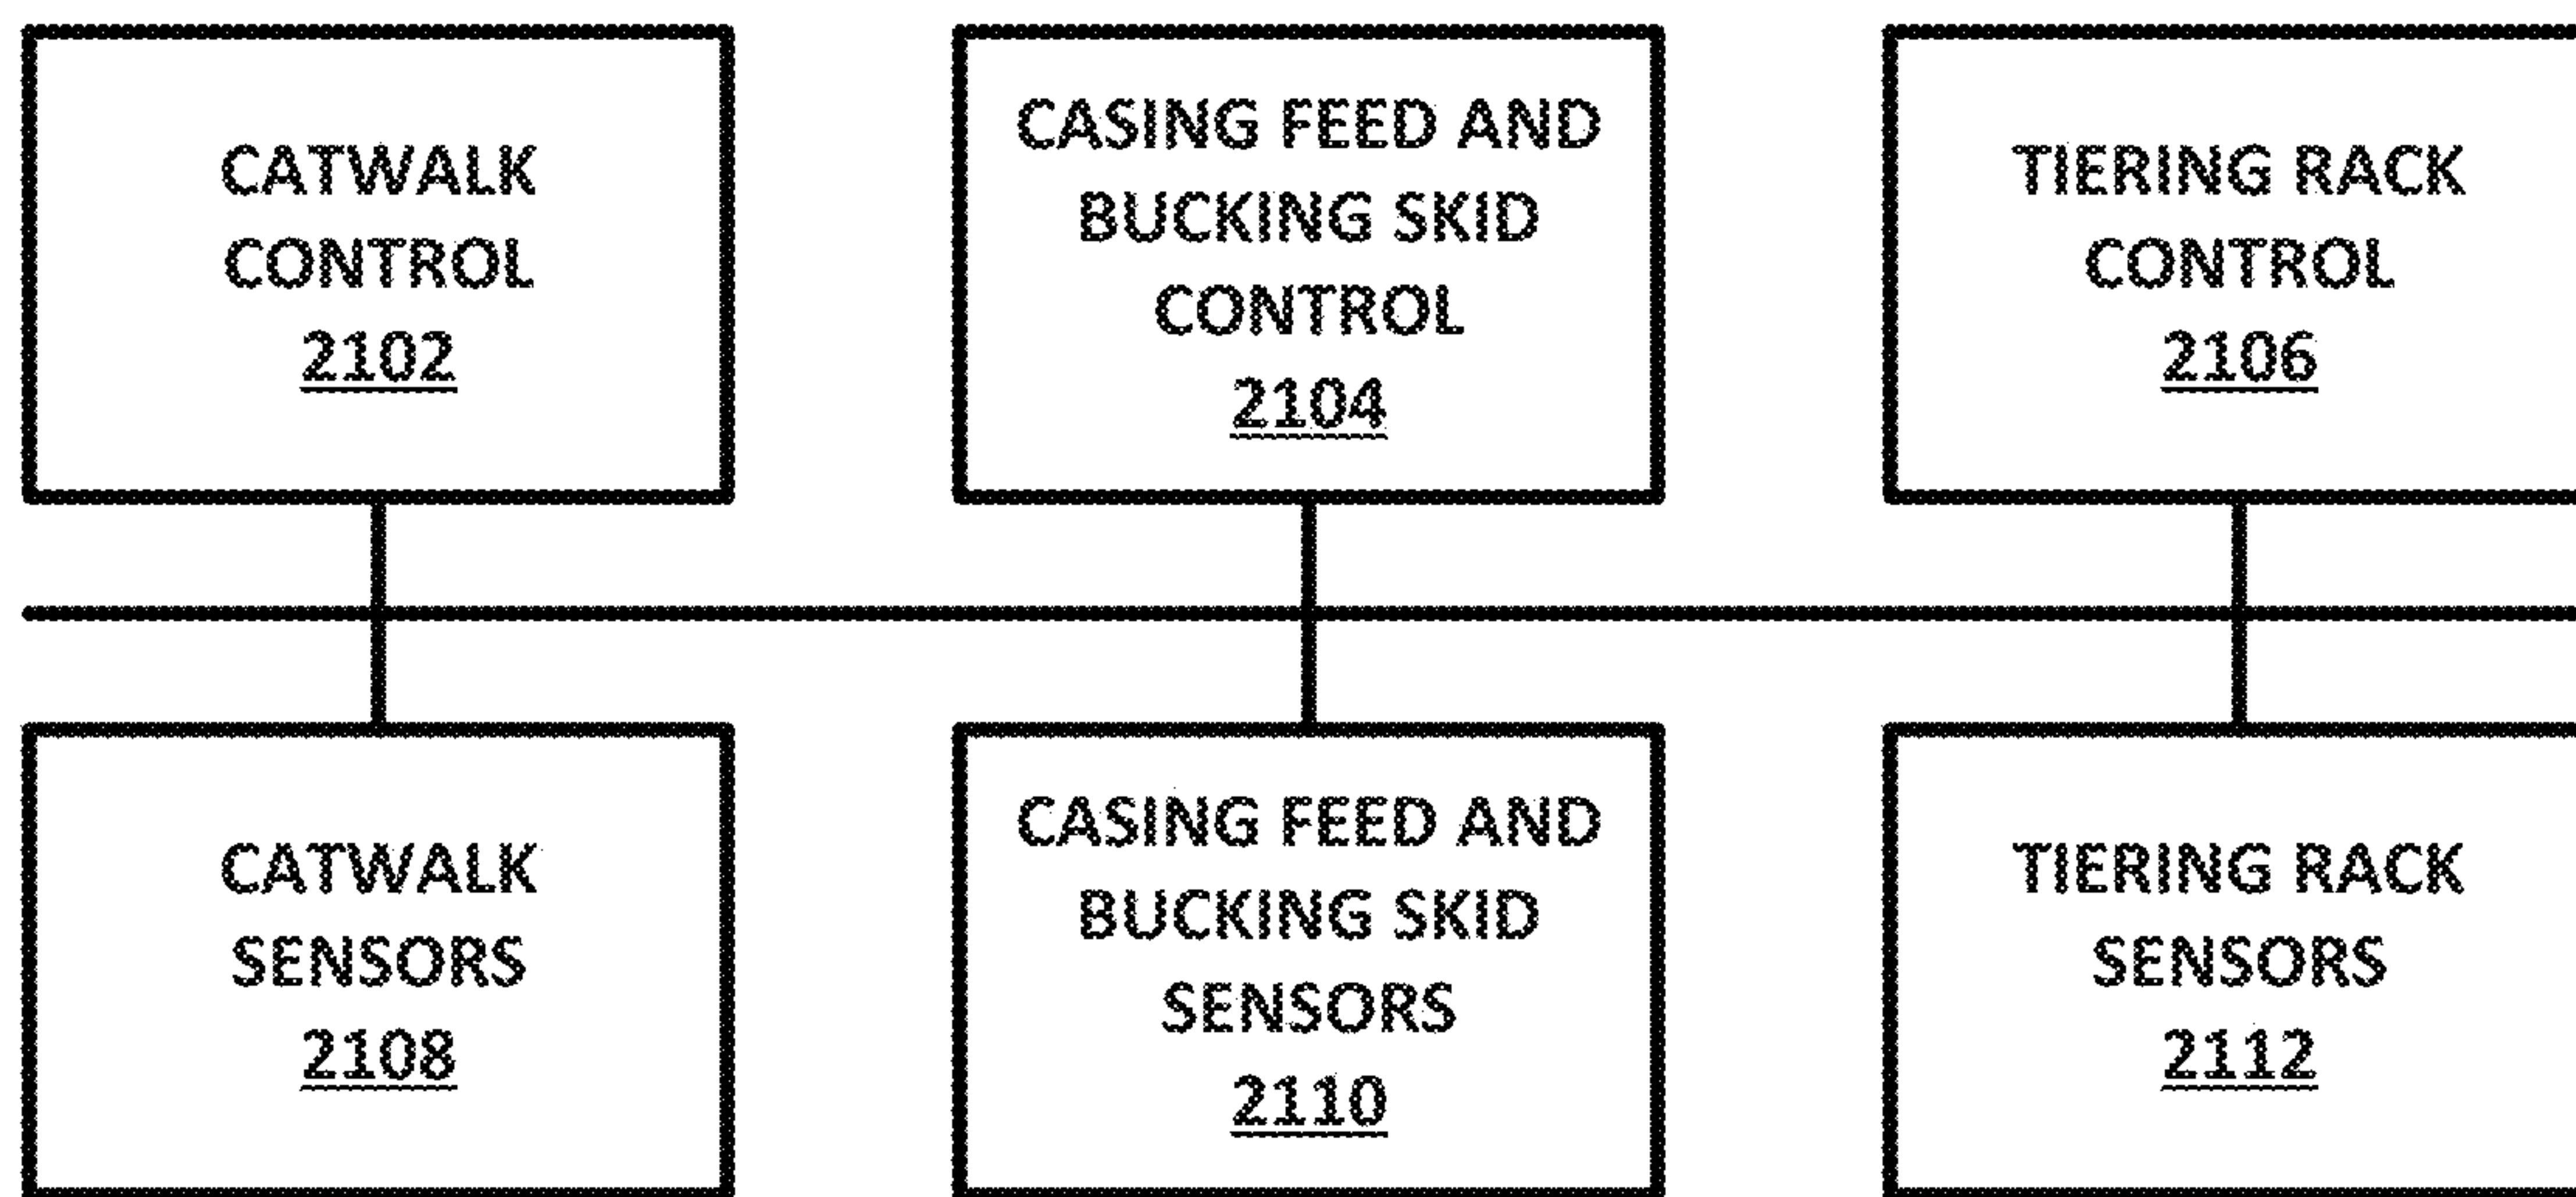 CATWALK
CONTROL
2102
CASING FEED AND
BUCKING SKID
CONTROL
2104
TIERING RACK
CONTROL
2106
CATWALK
SENSORS
2108
CASING FEED AND
BUCKING SKID
SENSORS
2110
TIERING RACK
SENSORS
2112